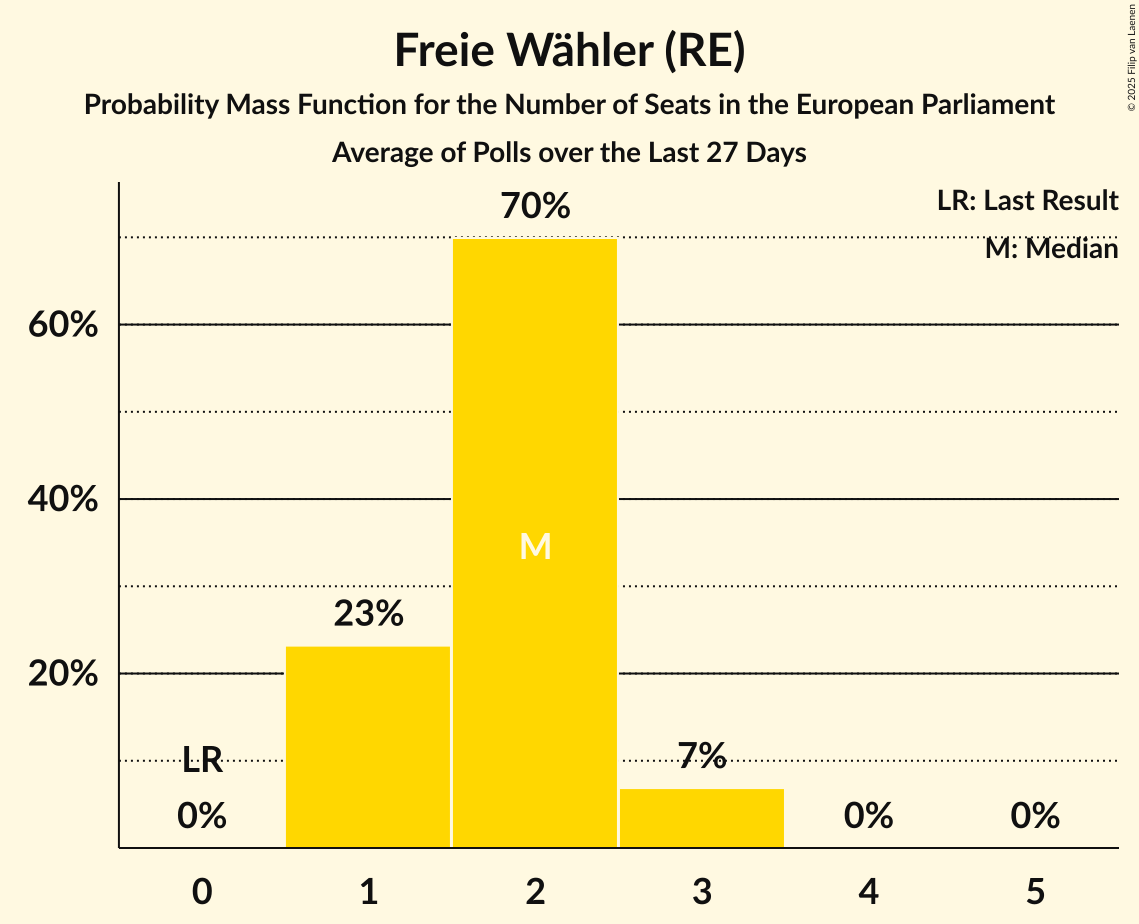 Freie Wähler (RE)
Probability Mass Function for the Number of Seats in the European Parliament
Average of Polls over the Last 27 Days
© 2025 Filip van Laenen
LR: Last Result
M: Median
70%
60%
40%
M
23%
20%
LR
7%
0%
0%
0%
0 1 2 3 4 5